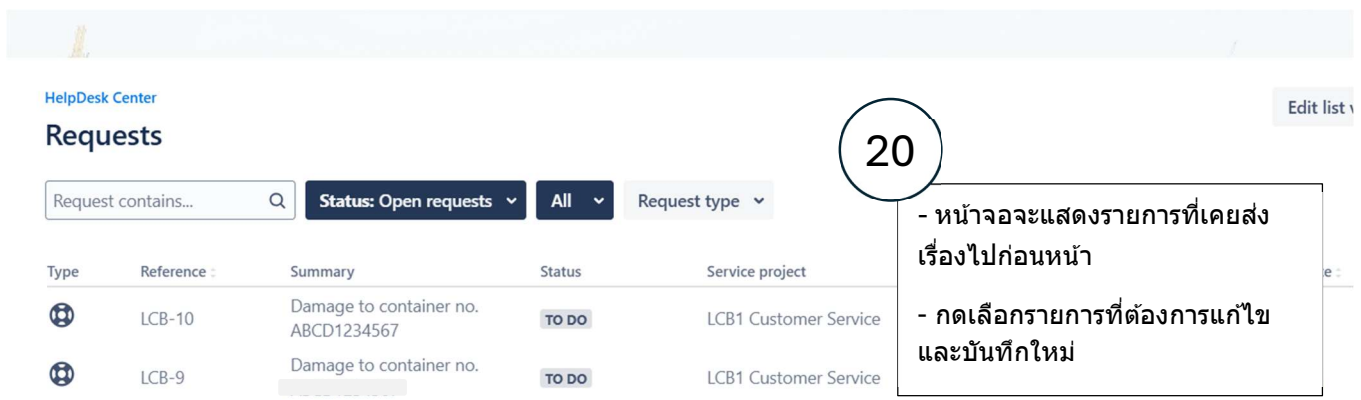 HelpDesk Center
Edit list
Requests
20
Request contains...
Status: Open requests
All
Request type
- หน้าจอจะแสดงรายการที่เคยส่ง
เรื่องไปก่อนหน้า
- กดเลือกรายการที่ต้องการแก้ไข
และบันทึกใหม่
Type Reference Summary Status Service project
LCB-10 Damage to container no. ABCD1234567 TO DO LCB1 Customer Service
LCB-9 Damage to container no. TO DO LCB1 Customer Service